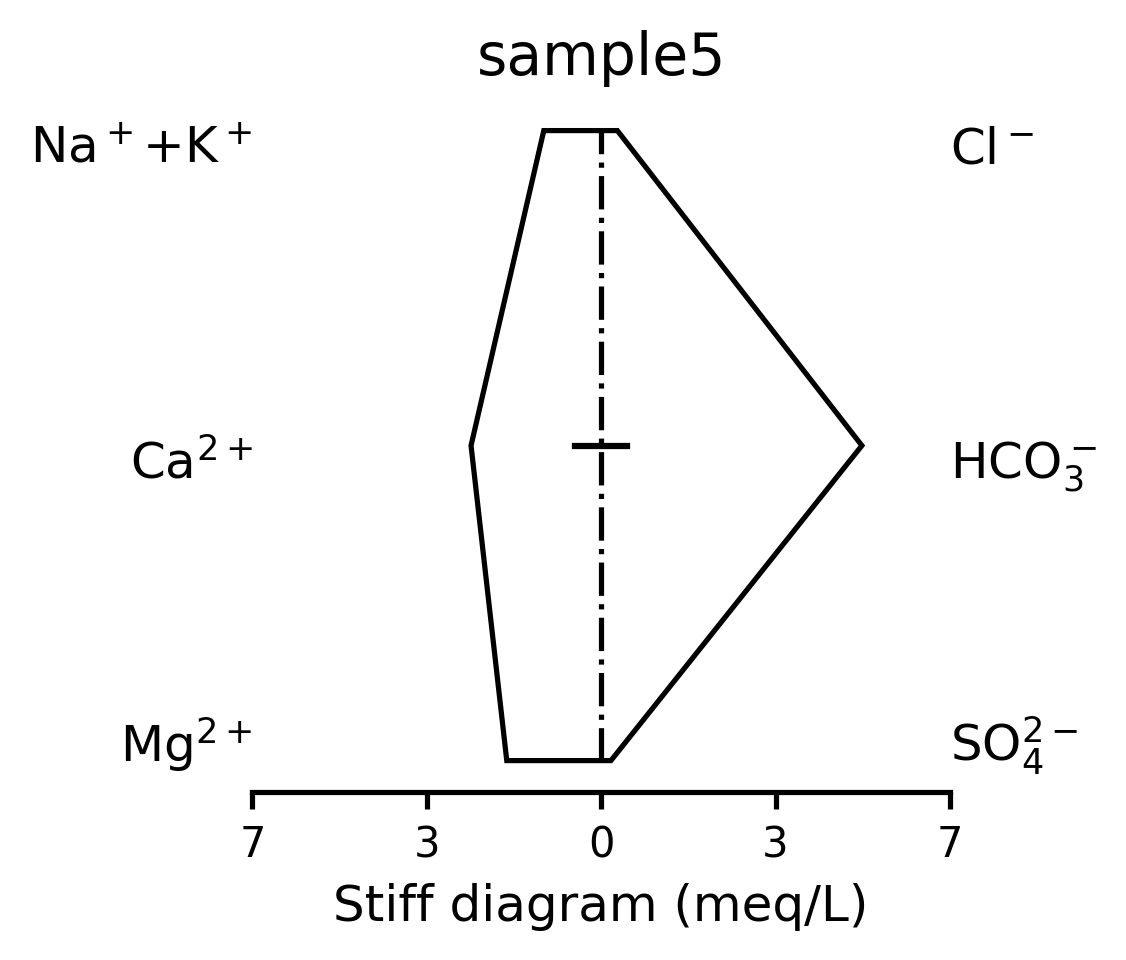 sample5
Na⁺+K⁺ Cl⁻
Ca²⁺ HCO₃⁻
Mg²⁺ SO₄²⁻
7 3 0 3 7
Stiff diagram (meq/L)